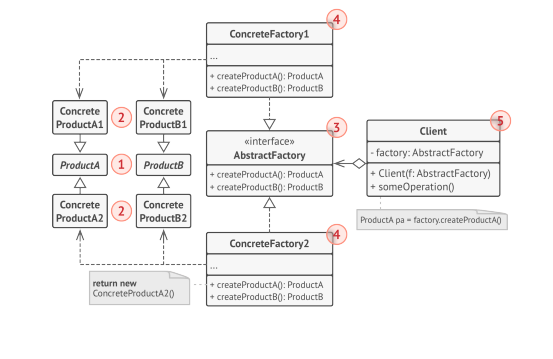 ConcreteFactory1
4
...
+ createProductA(): ProductA
+ createProductB(): ProductB
Concrete
ProductA1
2
Concrete
ProductB1
ProductA
1
ProductB
Concrete
ProductA2
2
Concrete
ProductB2
«interface»
AbstractFactory
3
+ createProductA(): ProductA
+ createProductB(): ProductB
Client
5
- factory: AbstractFactory
+ Client(f: AbstractFactory)
+ someOperation()
ProductA pa = factory.createProductA()
ConcreteFactory2
4
...
+ createProductA(): ProductA
+ createProductB(): ProductB
return new
ConcreteProductA2()